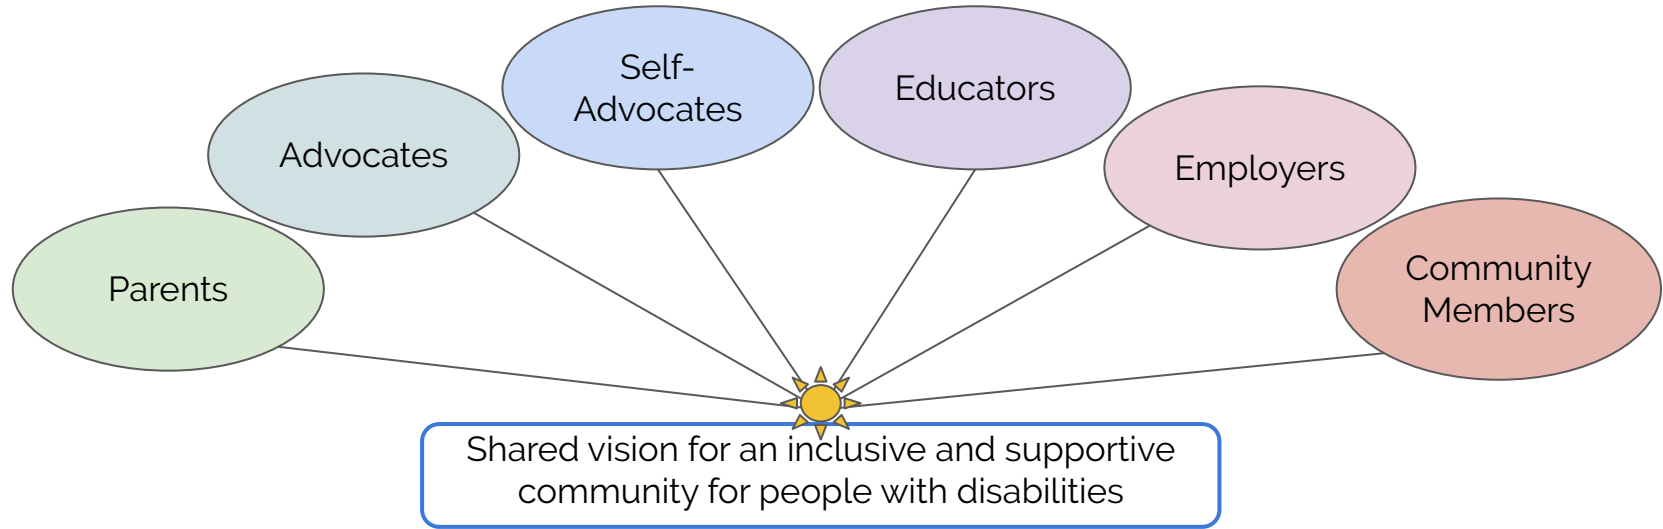 Self-
Advocates
Educators
Advocates
Employers
Parents
Community
Members
Shared vision for an inclusive and supportive
community for people with disabilities